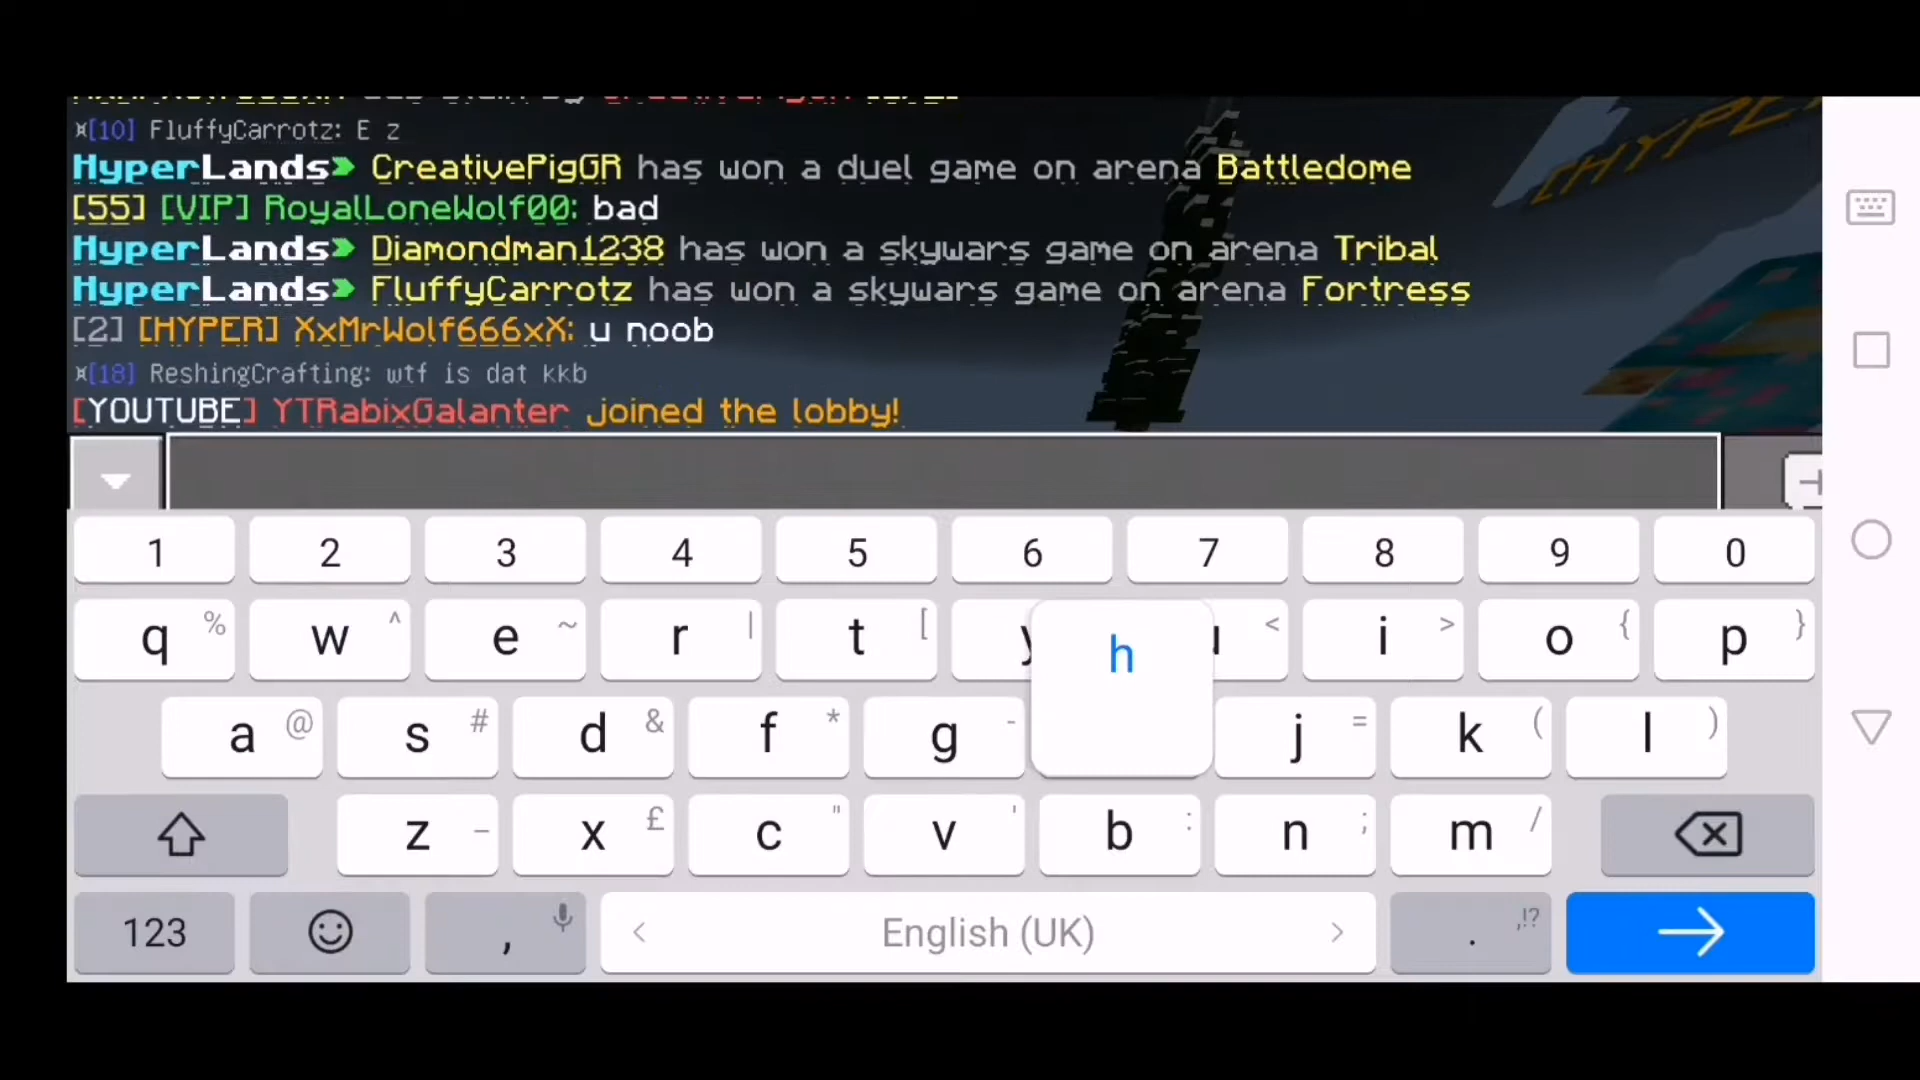 ¤[10] FluffyCarrotz: E z
HyperLands» CreativePigGR has won a duel game on arena Battledome
[55] [VIP] RoyalLoneWolf00: bad
HyperLands» Diamondman1238 has won a skywars game on arena Tribal
HyperLands» FluffyCarrotz has won a skywars game on arena Fortress
[2] [HYPER] XxMrWolf666xX: u noob
¤[18] ReshingCrafting: wtf is dat kkb
[YOUTUBE] YTRabixGalanter joined the lobby!
1 2 3 4 5 6 7 8 9 0
q % w ^ e ~ r | t [ y u < i > o { p }
a @ s # d & f * g - h j = k ( l )
z _ x £ c " v ' b : n ; m /
123 , < English (UK) > . ,!?